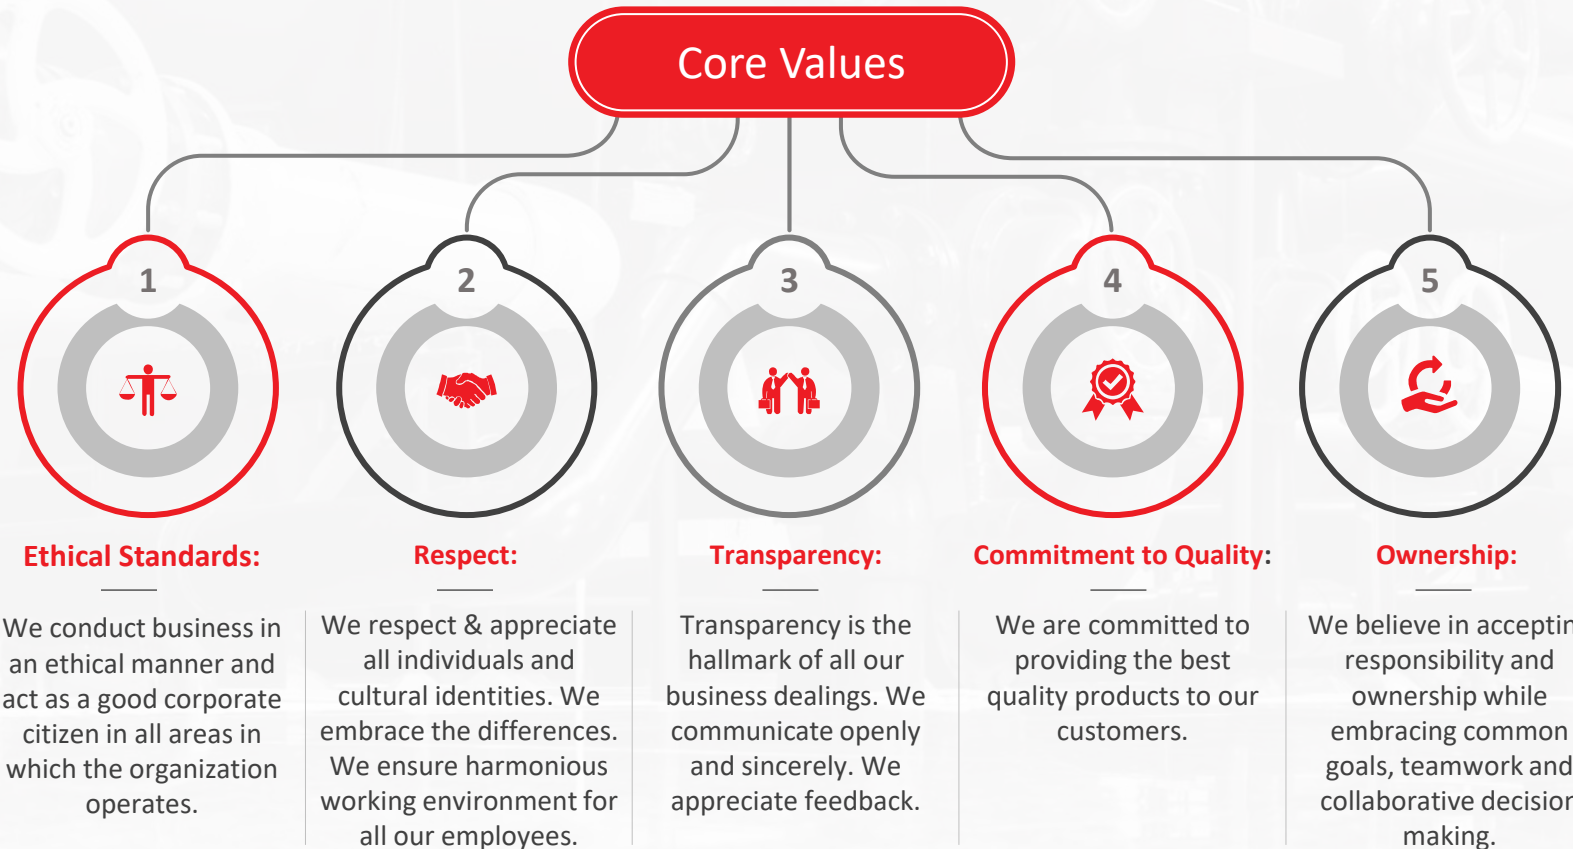 Core Values
1
2
3
4
5
Ethical Standards:
We conduct business in
an ethical manner and
act as a good corporate
citizen in all areas in
which the organization
operates.
Respect:
We respect & appreciate
all individuals and
cultural identities. We
embrace the differences.
We ensure harmonious
working environment for
all our employees.
Transparency:
Transparency is the
hallmark of all our
business dealings. We
communicate openly
and sincerely. We
appreciate feedback.
Commitment to Quality:
We are committed to
providing the best
quality products to our
customers.
Ownership:
We believe in acceptin
responsibility and
ownership while
embracing common
goals, teamwork and
collaborative decision
making.